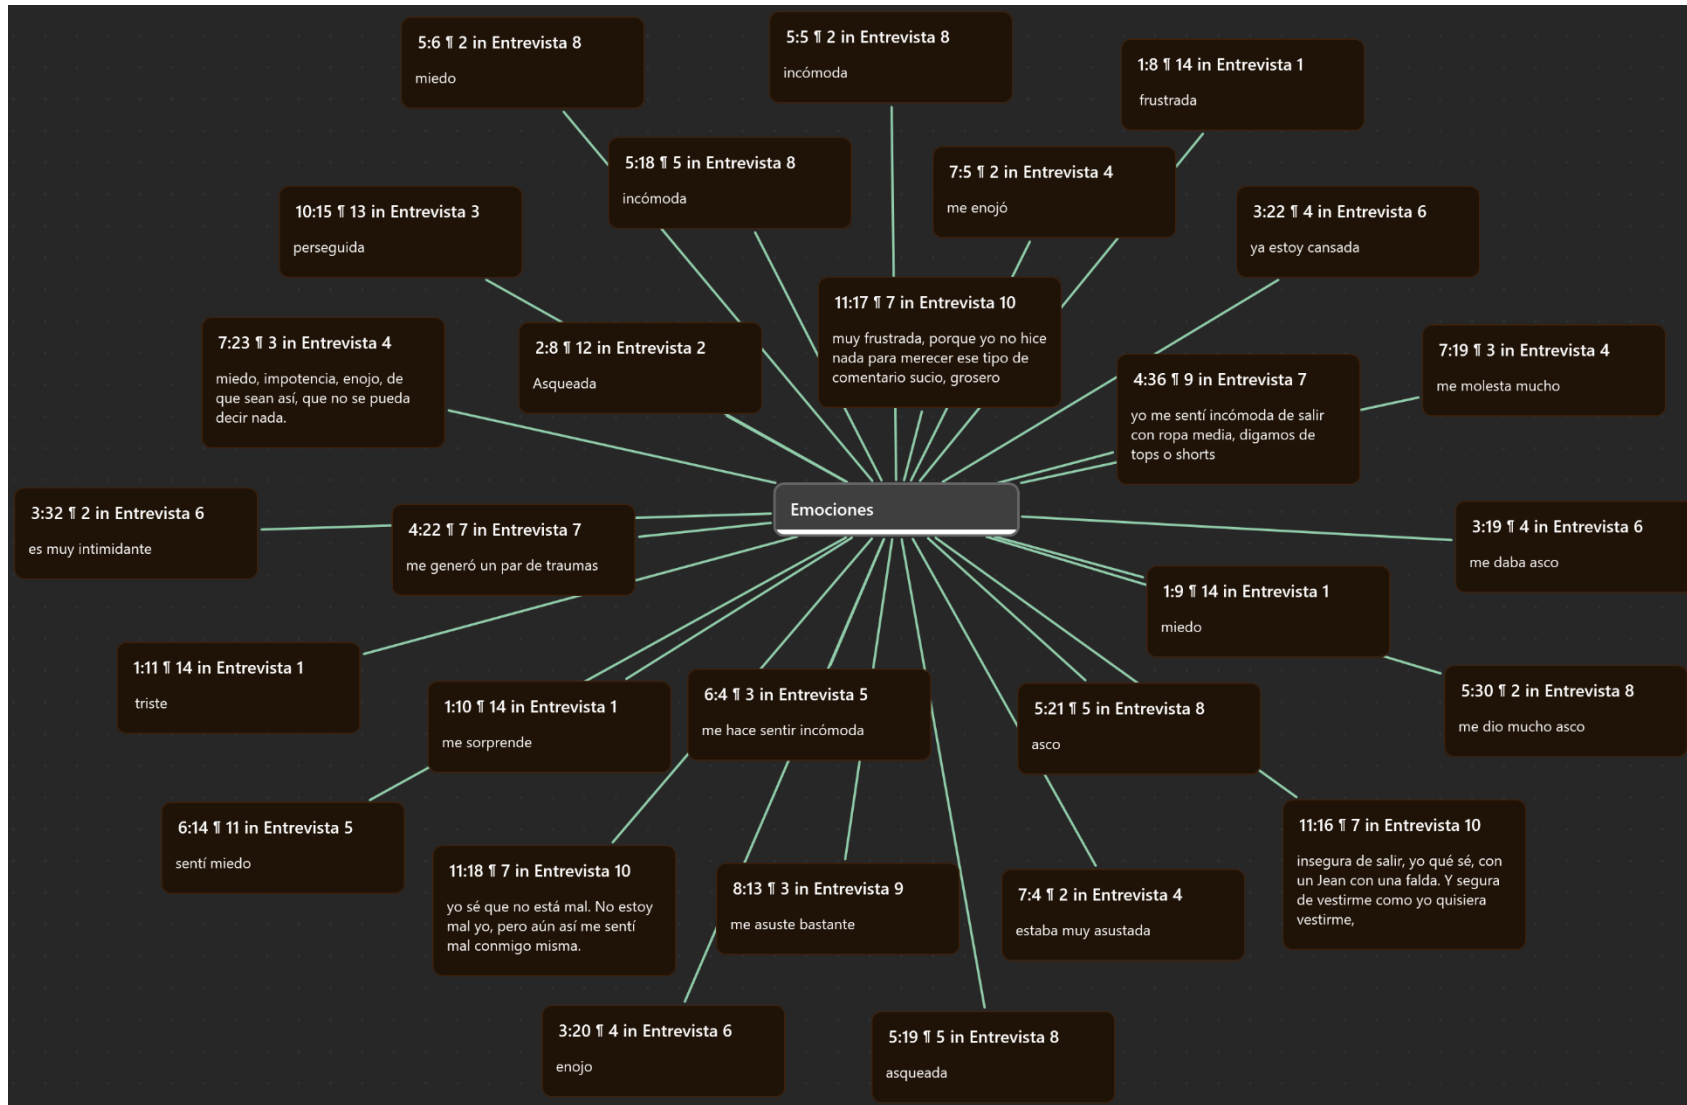 5:6 ¶ 2 in Entrevista 8
miedo
5:5 ¶ 2 in Entrevista 8
incómoda
1:8 ¶ 14 in Entrevista 1
frustrada
5:18 ¶ 5 in Entrevista 8
incómoda
7:5 ¶ 2 in Entrevista 4
me enojó
10:15 ¶ 13 in Entrevista 3
perseguida
3:22 ¶ 4 in Entrevista 6
ya estoy cansada
11:17 ¶ 7 in Entrevista 10
muy frustrada, porque yo no hice
nada para merecer ese tipo de
comentario sucio, grosero
7:23 ¶ 3 in Entrevista 4
miedo, impotencia, enojo, de
que sean así, que no se pueda
decir nada.
2:8 ¶ 12 in Entrevista 2
Asqueada
7:19 ¶ 3 in Entrevista 4
me molesta mucho
4:36 ¶ 9 in Entrevista 7
yo me sentí incómoda de salir
con ropa media, digamos de
tops o shorts
Emociones
3:32 ¶ 2 in Entrevista 6
es muy intimidante
4:22 ¶ 7 in Entrevista 7
me generó un par de traumas
3:19 ¶ 4 in Entrevista 6
me daba asco
1:9 ¶ 14 in Entrevista 1
miedo
1:11 ¶ 14 in Entrevista 1
triste
1:10 ¶ 14 in Entrevista 1
me sorprende
6:4 ¶ 3 in Entrevista 5
me hace sentir incómoda
5:21 ¶ 5 in Entrevista 8
asco
5:30 ¶ 2 in Entrevista 8
me dio mucho asco
6:14 ¶ 11 in Entrevista 5
sentí miedo
11:18 ¶ 7 in Entrevista 10
yo sé que no está mal. No estoy
mal yo, pero aún así me sentí
mal conmigo misma.
8:13 ¶ 3 in Entrevista 9
me asuste bastante
7:4 ¶ 2 in Entrevista 4
estaba muy asustada
11:16 ¶ 7 in Entrevista 10
insegura de salir, yo qué sé, con
un Jean con una falda. Y segura
de vestirme como yo quisiera
vestirme,
3:20 ¶ 4 in Entrevista 6
enojo
5:19 ¶ 5 in Entrevista 8
asqueada